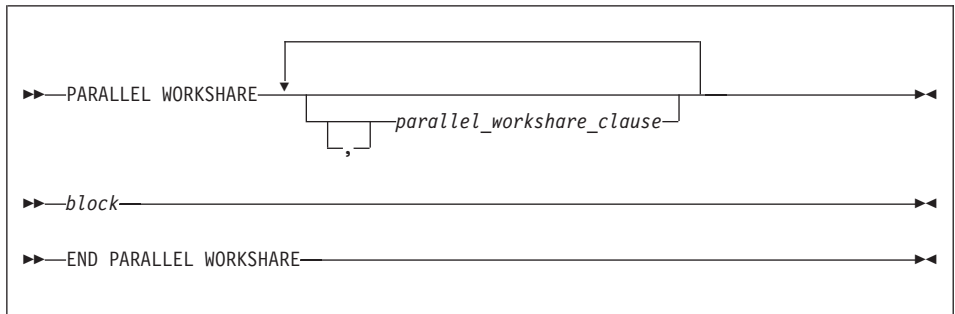 PARALLEL WORKSHARE
parallel_workshare_clause
,
block
END PARALLEL WORKSHARE